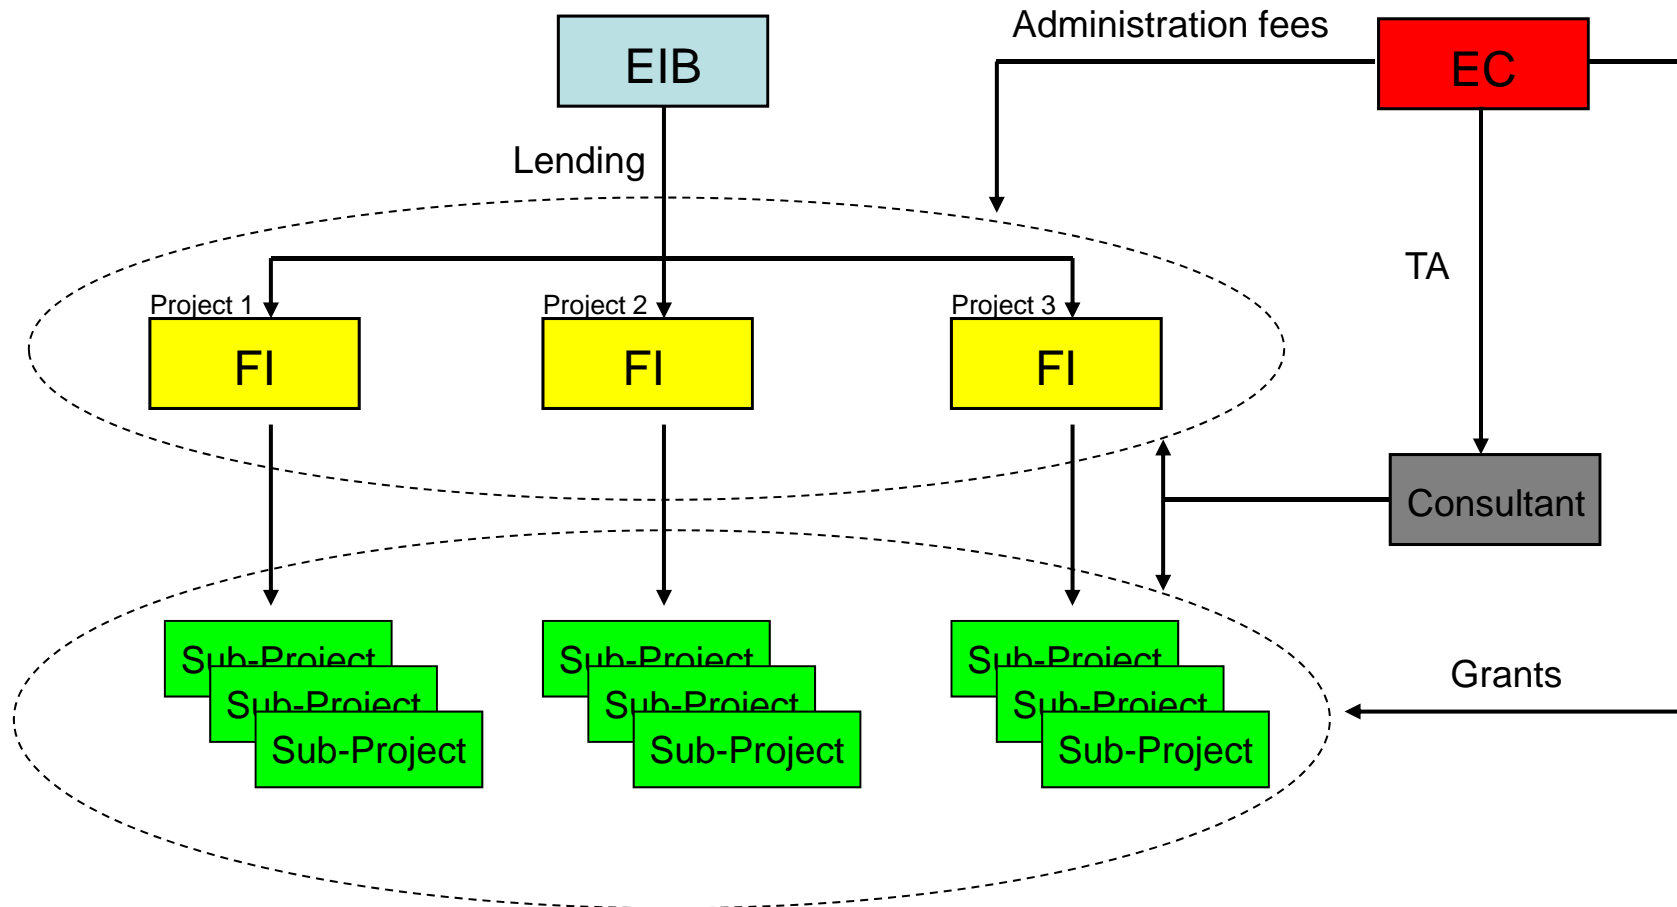 Administration fees
EIB
EC
Lending
TA
Project 1
Project 2
Project 3
FI
FI
FI
Consultant
Sub-Project
Sub-Project
Sub-Project
Sub-Project
Sub-Project
Sub-Project
Sub-Project
Sub-Project
Sub-Project
Grants